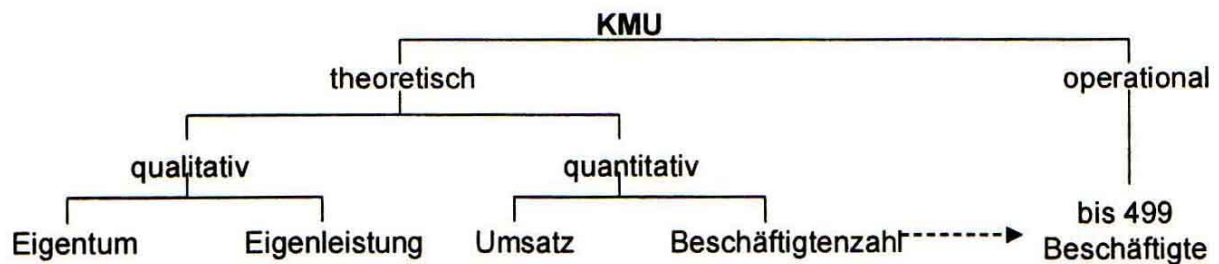 KMU
theoretisch operational
qualitativ quantitativ
Eigentum Eigenleistung Umsatz Beschäftigtenzahl bis 499
Beschäftigte